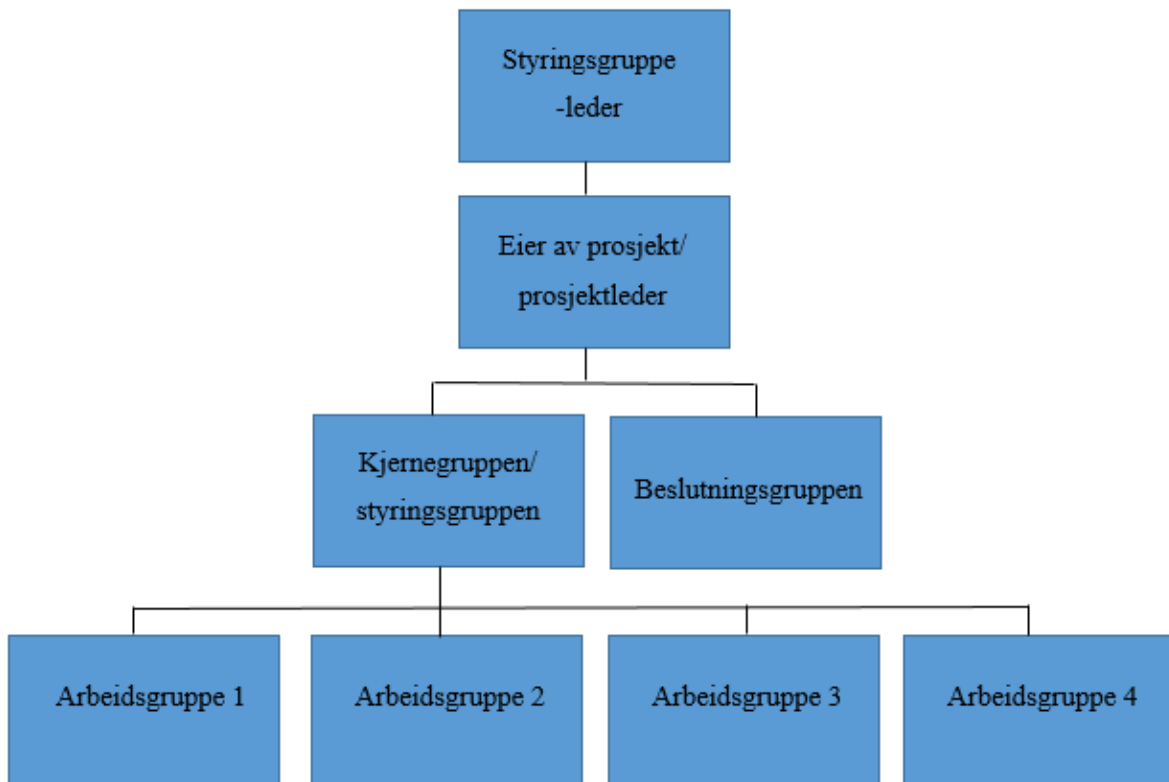 Styringsgruppe
-leder
Eier av prosjekt/
prosjektleder
Kjernegruppen/
styringsgruppen
Beslutningsgruppen
Arbeidsgruppe 1
Arbeidsgruppe 2
Arbeidsgruppe 3
Arbeidsgruppe 4